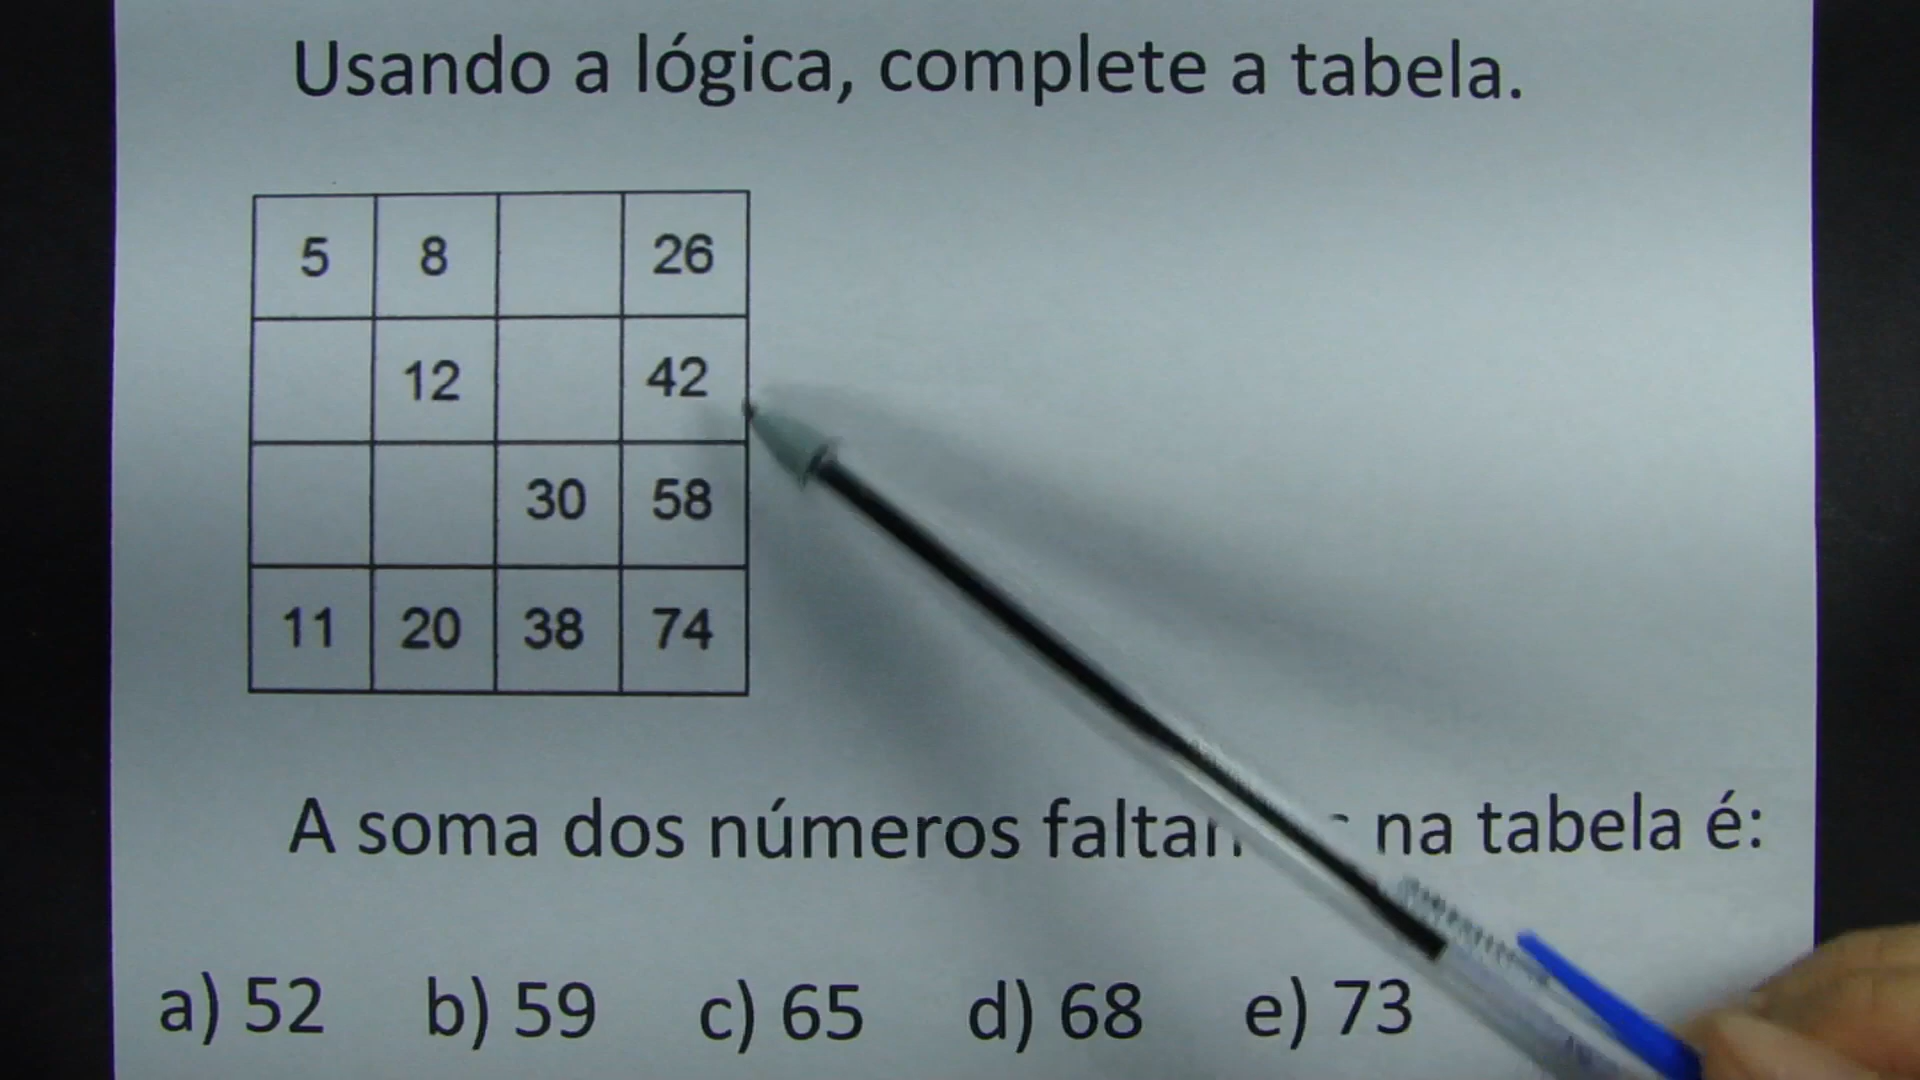 Usando a lógica, complete a tabela.
5 8 26
12 42
30 58
11 20 38 74
A soma dos números na tabela é:
a) 52 b) 59 c) 65 d) 68 e) 73